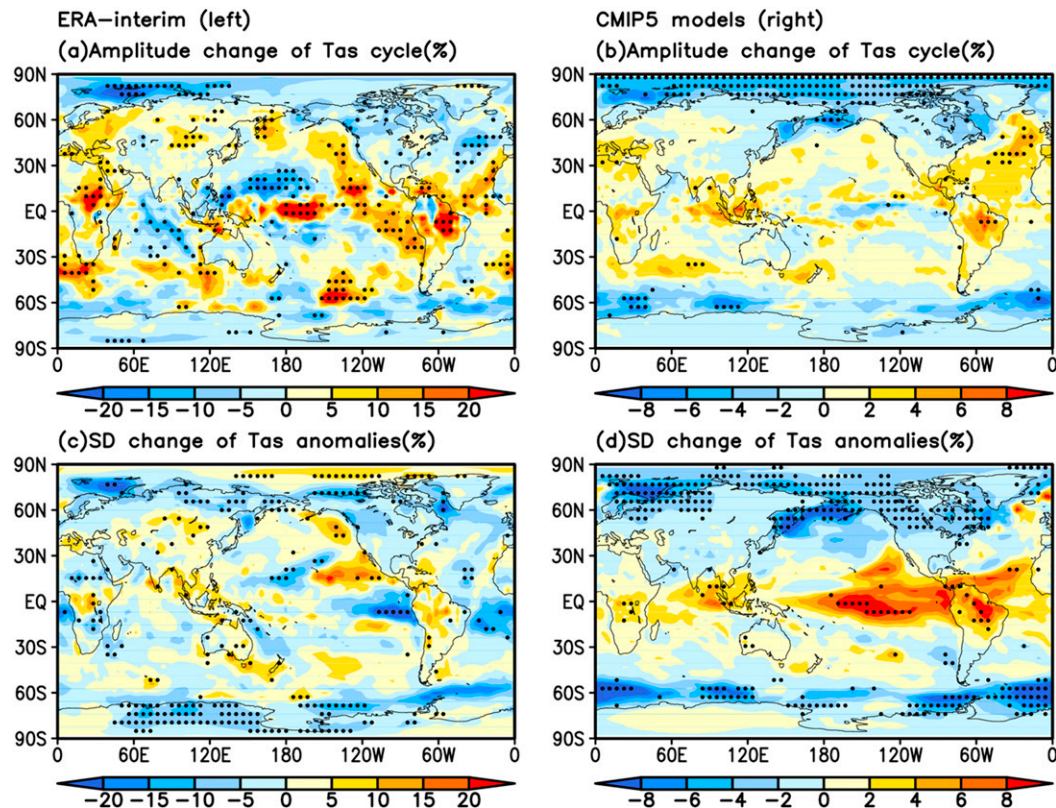 ERA-interim (left) CMIP5 models (right)
(a)Amplitude change of Tas cycle(%) (b)Amplitude change of Tas cycle(%)
90N 90N
60N 60N
30N 30N
EQ EQ
30S 30S
60S 60S
90S 90S
0 60E 120E 180 120W 60W 0 0 60E 120E 180 120W 60W 0
-20 -15 -10 -5 0 5 10 15 20 -8 -6 -4 -2 0 2 4 6 8
(c)SD change of Tas anomalies(%) (d)SD change of Tas anomalies(%)
90N 90N
60N 60N
30N 30N
EQ EQ
30S 30S
60S 60S
90S 90S
0 60E 120E 180 120W 60W 0 0 60E 120E 180 120W 60W 0
-20 -15 -10 -5 0 5 10 15 20 -8 -6 -4 -2 0 2 4 6 8